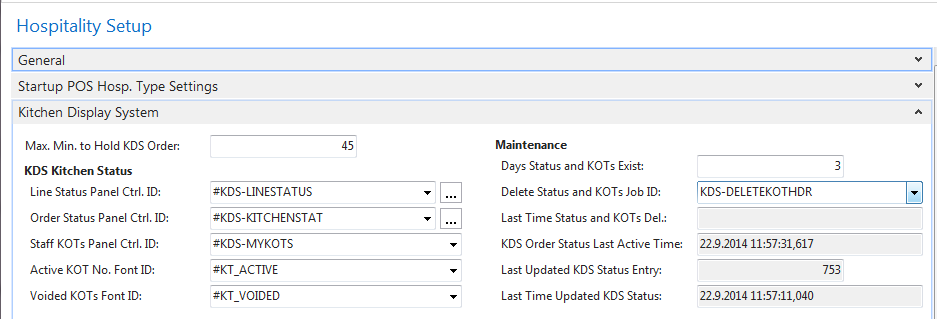 Hospitality Setup
General
Startup POS Hosp. Type Settings
Kitchen Display System
Max. Min. to Hold KDS Order: 45
KDS Kitchen Status
Line Status Panel Ctrl. ID: #KDS-LINESTATUS ...
Order Status Panel Ctrl. ID: #KDS-KITCHENSTAT ...
Staff KOTs Panel Ctrl. ID: #KDS-MYKOTS
Active KOT No. Font ID: #KT_ACTIVE
Voided KOTs Font ID: #KT_VOIDED
Maintenance
Days Status and KOTs Exist: 3
Delete Status and KOTs Job ID: KDS-DELETEKOTHDR
Last Time Status and KOTs Del.:
KDS Order Status Last Active Time: 22.9.2014 11:57:31,617
Last Updated KDS Status Entry: 753
Last Time Updated KDS Status: 22.9.2014 11:57:11,040